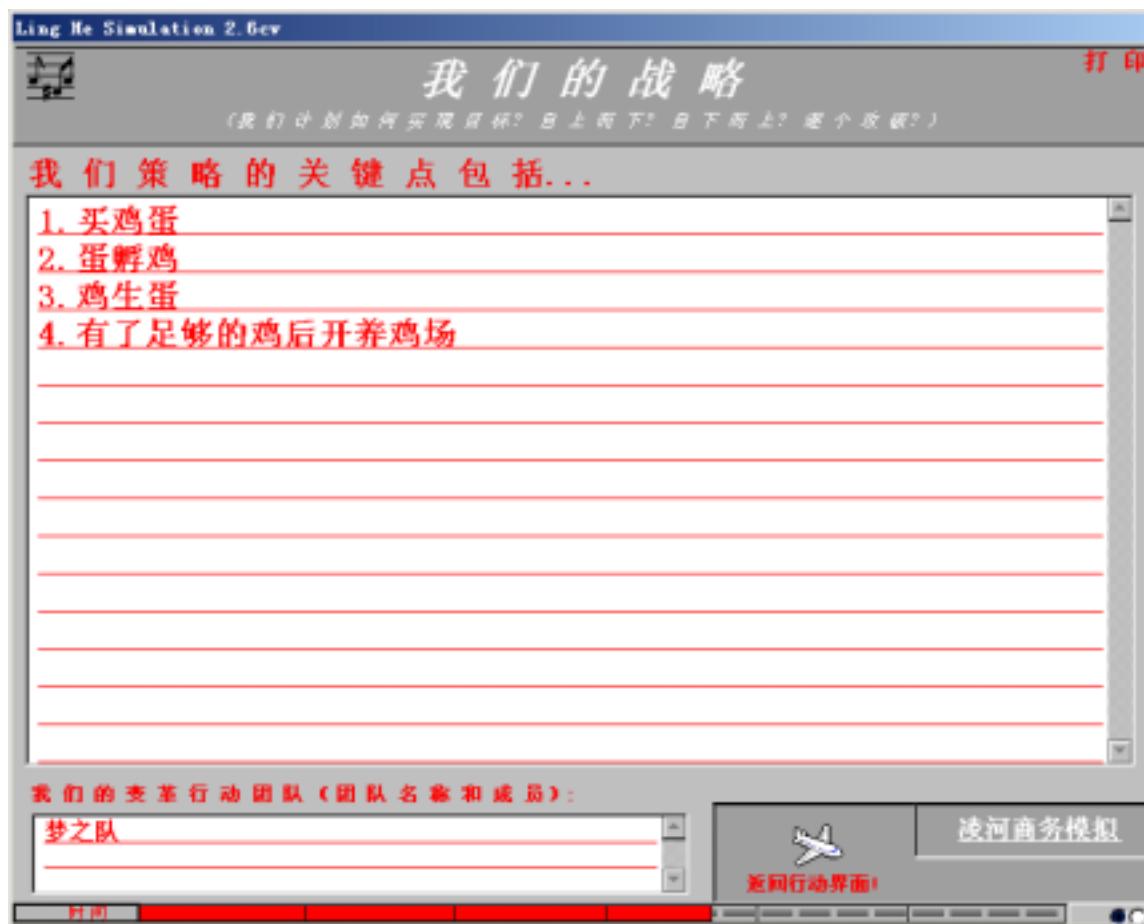 Ling He Simulation 2.6cv
我们的战略
打印
(我们计划如何实现目标? 自上而下? 自下而上? 逐个攻破?)
我们策略的关键点包括...
1. 买鸡蛋
2. 蛋孵鸡
3. 鸡生蛋
4. 有了足够的鸡后开养鸡场
我们的变革行动团队(团队名称和成员):
梦之队
凌河商务模拟
返回行动界面!
时间